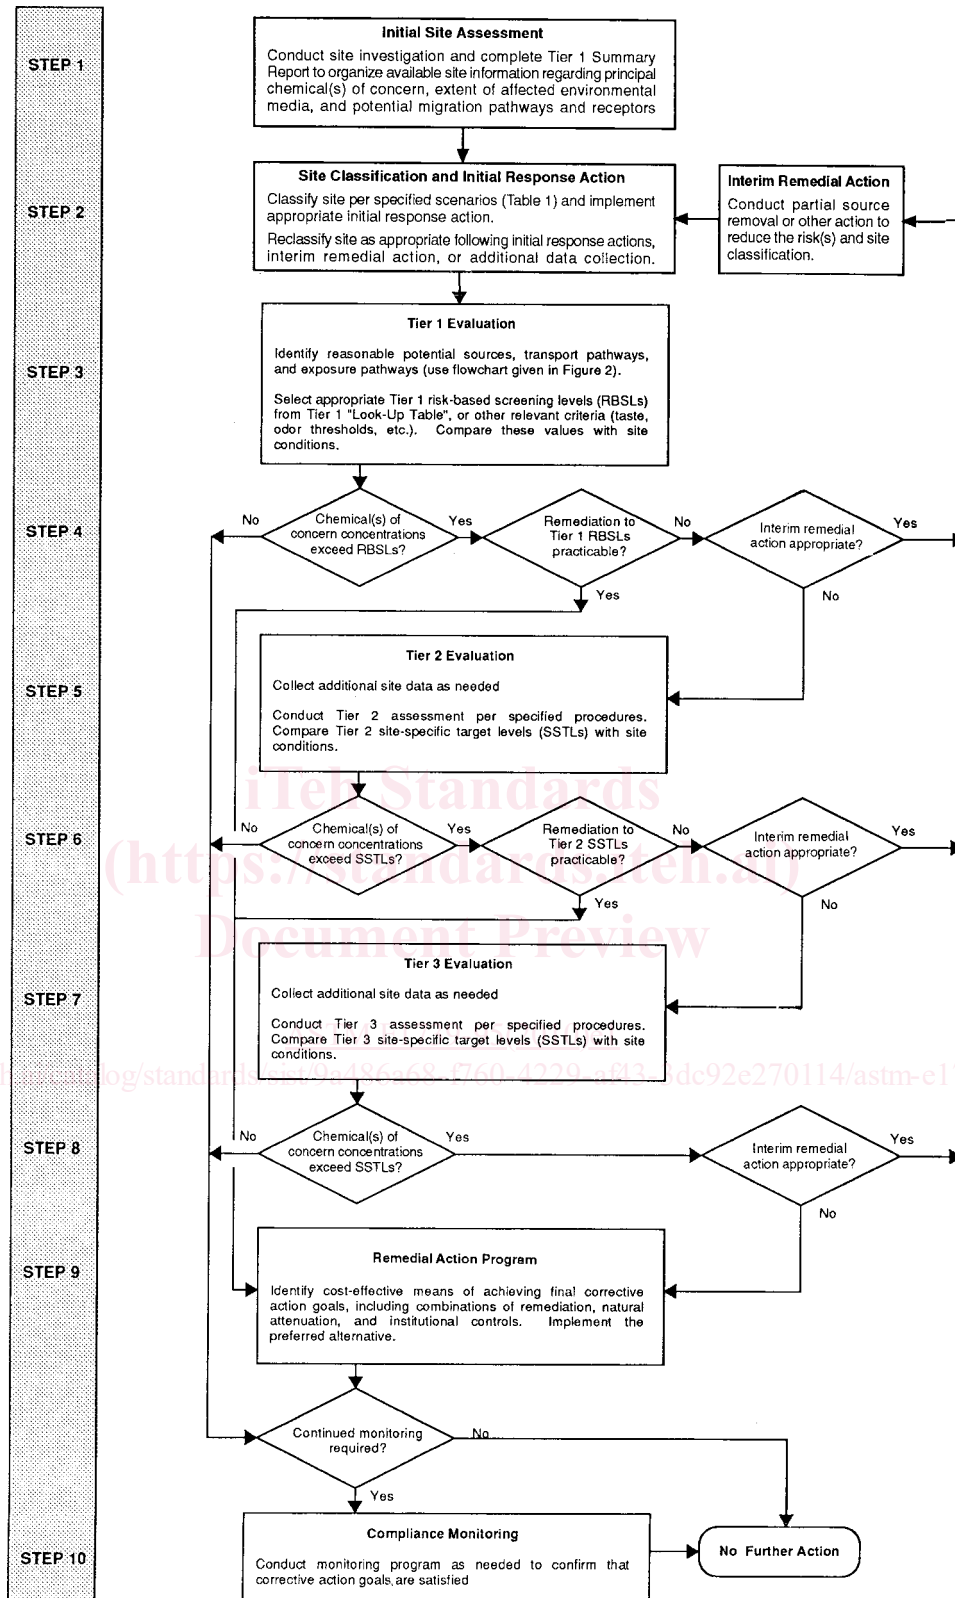 STEP 1
Initial Site Assessment
Conduct site investigation and complete Tier 1 Summary
Report to organize available site information regarding principal
chemical(s) of concern, extent of affected environmental
media, and potential migration pathways and receptors
STEP 2
Site Classification and Initial Response Action
Classify site per specified scenarios (Table 1) and implement
appropriate initial response action.
Reclassify site as appropriate following initial response actions,
interim remedial action, or additional data collection.
Interim Remedial Action
Conduct partial source
removal or other action to
reduce the risk(s) and site
classification.
STEP 3
Tier 1 Evaluation
Identify reasonable potential sources, transport pathways,
and exposure pathways (use flowchart given in Figure 2).
Select appropriate Tier 1 risk-based screening levels (RBSLs)
from Tier 1 "Look-Up Table", or other relevant criteria (taste,
odor thresholds, etc.). Compare these values with site
conditions.
STEP 4
No
Chemical(s) of
concern concentrations
exceed RBSLs?
Yes
Remediation to
Tier 1 RBSLs
practicable?
No
Interim remedial
action appropriate?
Yes
Yes
No
STEP 5
Tier 2 Evaluation
Collect additional site data as needed
Conduct Tier 2 assessment per specified procedures.
Compare Tier 2 site-specific target levels (SSTLs) with site
conditions.
iTeh Standards
(https://standards.iteh.ai)
Document Preview
STEP 6
No
Chemical(s) of
concern concentrations
exceed SSTLs?
Yes
Remediation to
Tier 2 SSTLs
practicable?
No
Interim remedial
action appropriate?
Yes
Yes
No
STEP 7
Tier 3 Evaluation
Collect additional site data as needed
Conduct Tier 3 assessment per specified procedures.
Compare Tier 3 site-specific target levels (SSTLs) with site
conditions.
STEP 8
No
Chemical(s) of
concern concentrations
exceed SSTLs?
Yes
Interim remedial
action appropriate?
Yes
No
STEP 9
Remedial Action Program
Identify cost-effective means of achieving final corrective
action goals, including combinations of remediation, natural
attenuation, and institutional controls. Implement the
preferred alternative.
Continued monitoring
required?
No
Yes
STEP 10
Compliance Monitoring
Conduct monitoring program as needed to confirm that
corrective action goals, are satisfied
No Further Action